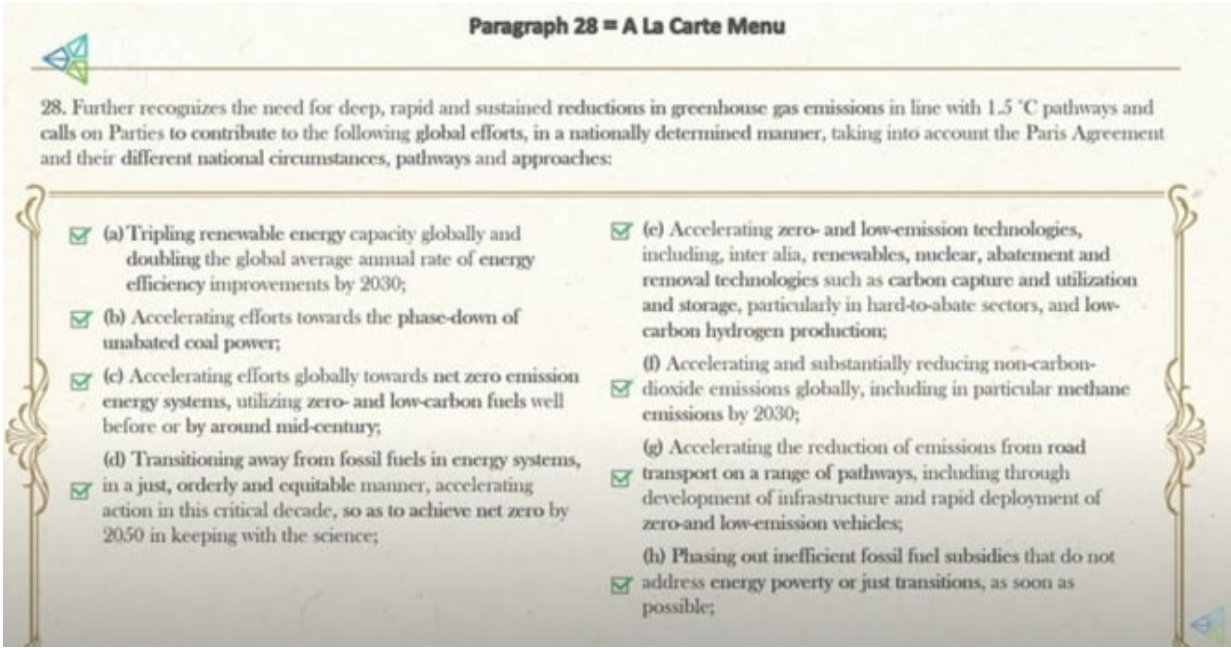 Paragraph 28 = A La Carte Menu
28. Further recognizes the need for deep, rapid and sustained reductions in greenhouse gas emissions in line with 1.5 °C pathways and
calls on Parties to contribute to the following global efforts, in a nationally determined manner, taking into account the Paris Agreement
and their different national circumstances, pathways and approaches:
(a) Tripling renewable energy capacity globally and
doubling the global average annual rate of energy
efficiency improvements by 2030;
(b) Accelerating efforts towards the phase-down of
unabated coal power;
(c) Accelerating efforts globally towards net zero emission
energy systems, utilizing zero- and low-carbon fuels well
before or by around mid-century;
(d) Transitioning away from fossil fuels in energy systems,
in a just, orderly and equitable manner, accelerating
action in this critical decade, so as to achieve net zero by
2050 in keeping with the science;
(e) Accelerating zero- and low-emission technologies,
including, inter alia, renewables, nuclear, abatement and
removal technologies such as carbon capture and utilization
and storage, particularly in hard-to-abate sectors, and low-
carbon hydrogen production;
(f) Accelerating and substantially reducing non-carbon-
dioxide emissions globally, including in particular methane
emissions by 2030;
(g) Accelerating the reduction of emissions from road
transport on a range of pathways, including through
development of infrastructure and rapid deployment of
zero-and low-emission vehicles;
(h) Phasing out inefficient fossil fuel subsidies that do not
address energy poverty or just transitions, as soon as
possible;